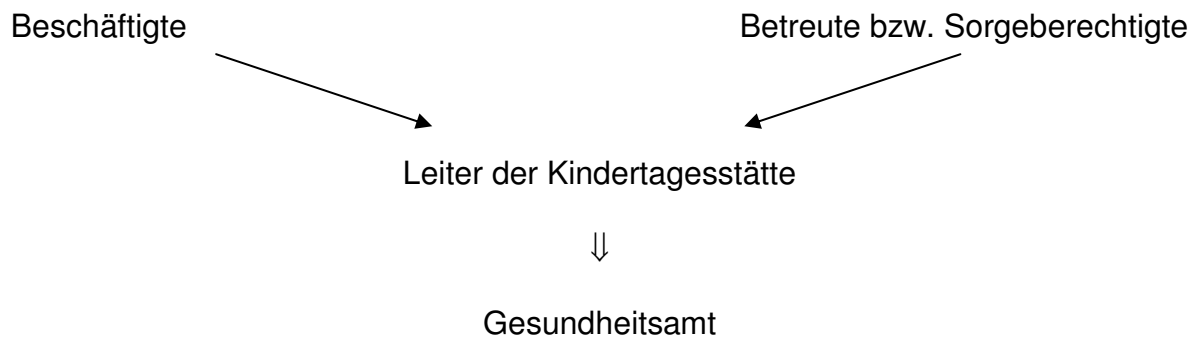 Beschäftigte Betreute bzw. Sorgeberechtigte
Leiter der Kindertagesstätte
⇓
Gesundheitsamt